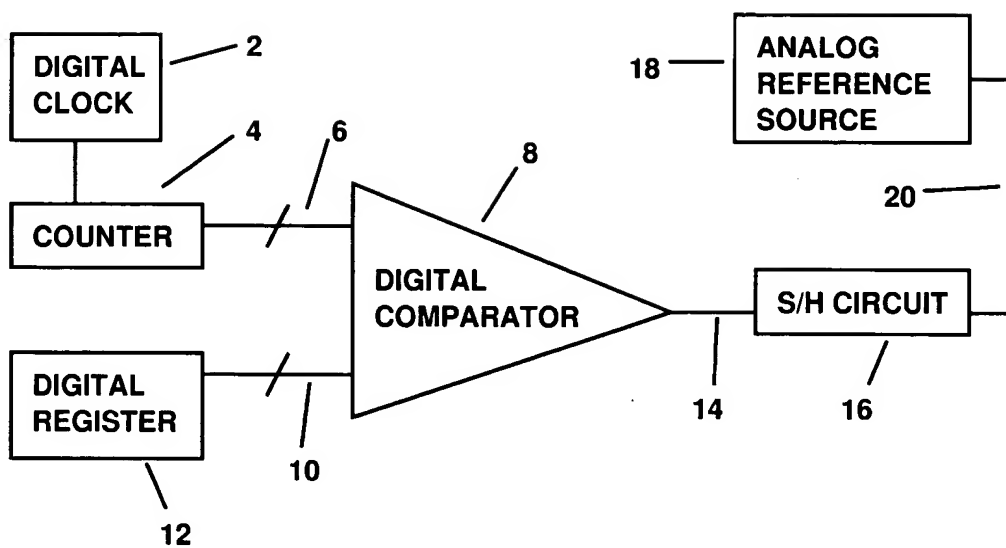 DIGITAL
CLOCK
2
18
ANALOG
REFERENCE
SOURCE
4
6
8
20
COUNTER
DIGITAL
COMPARATOR
S/H CIRCUIT
DIGITAL
REGISTER
10
14
16
12